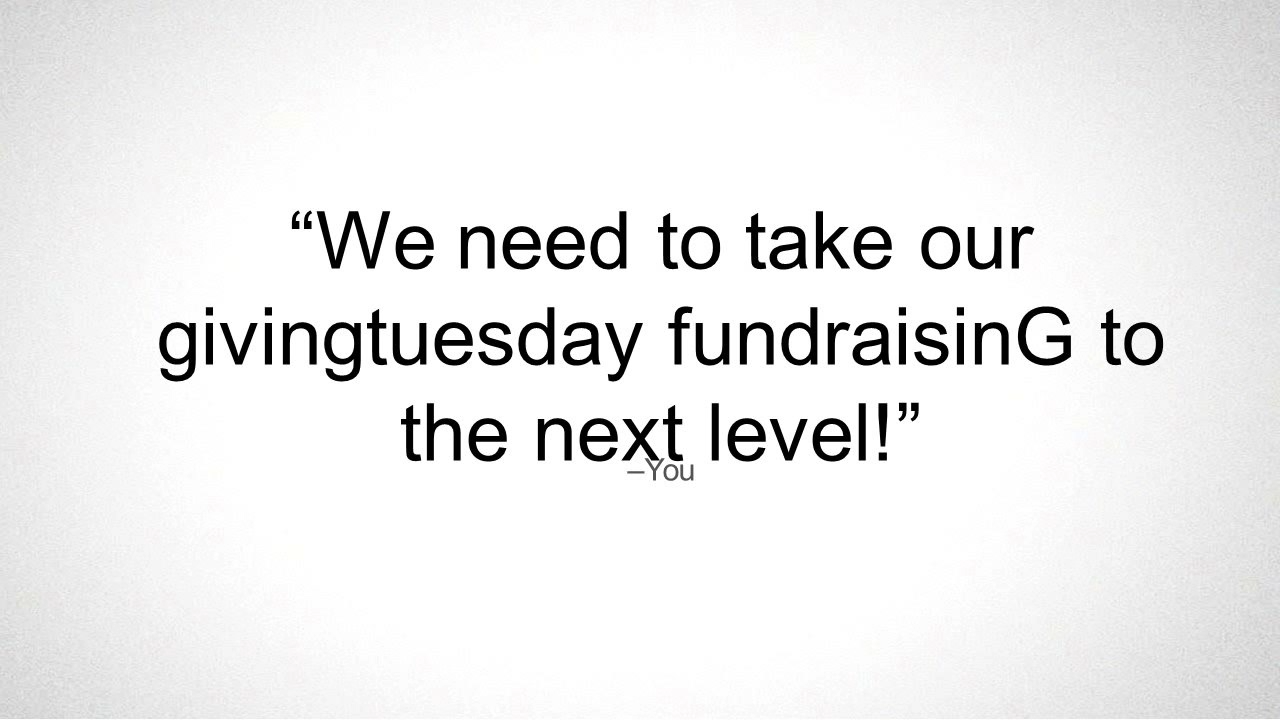 “We need to take our
givingtuesday fundraisinG to
the next level!”
–You